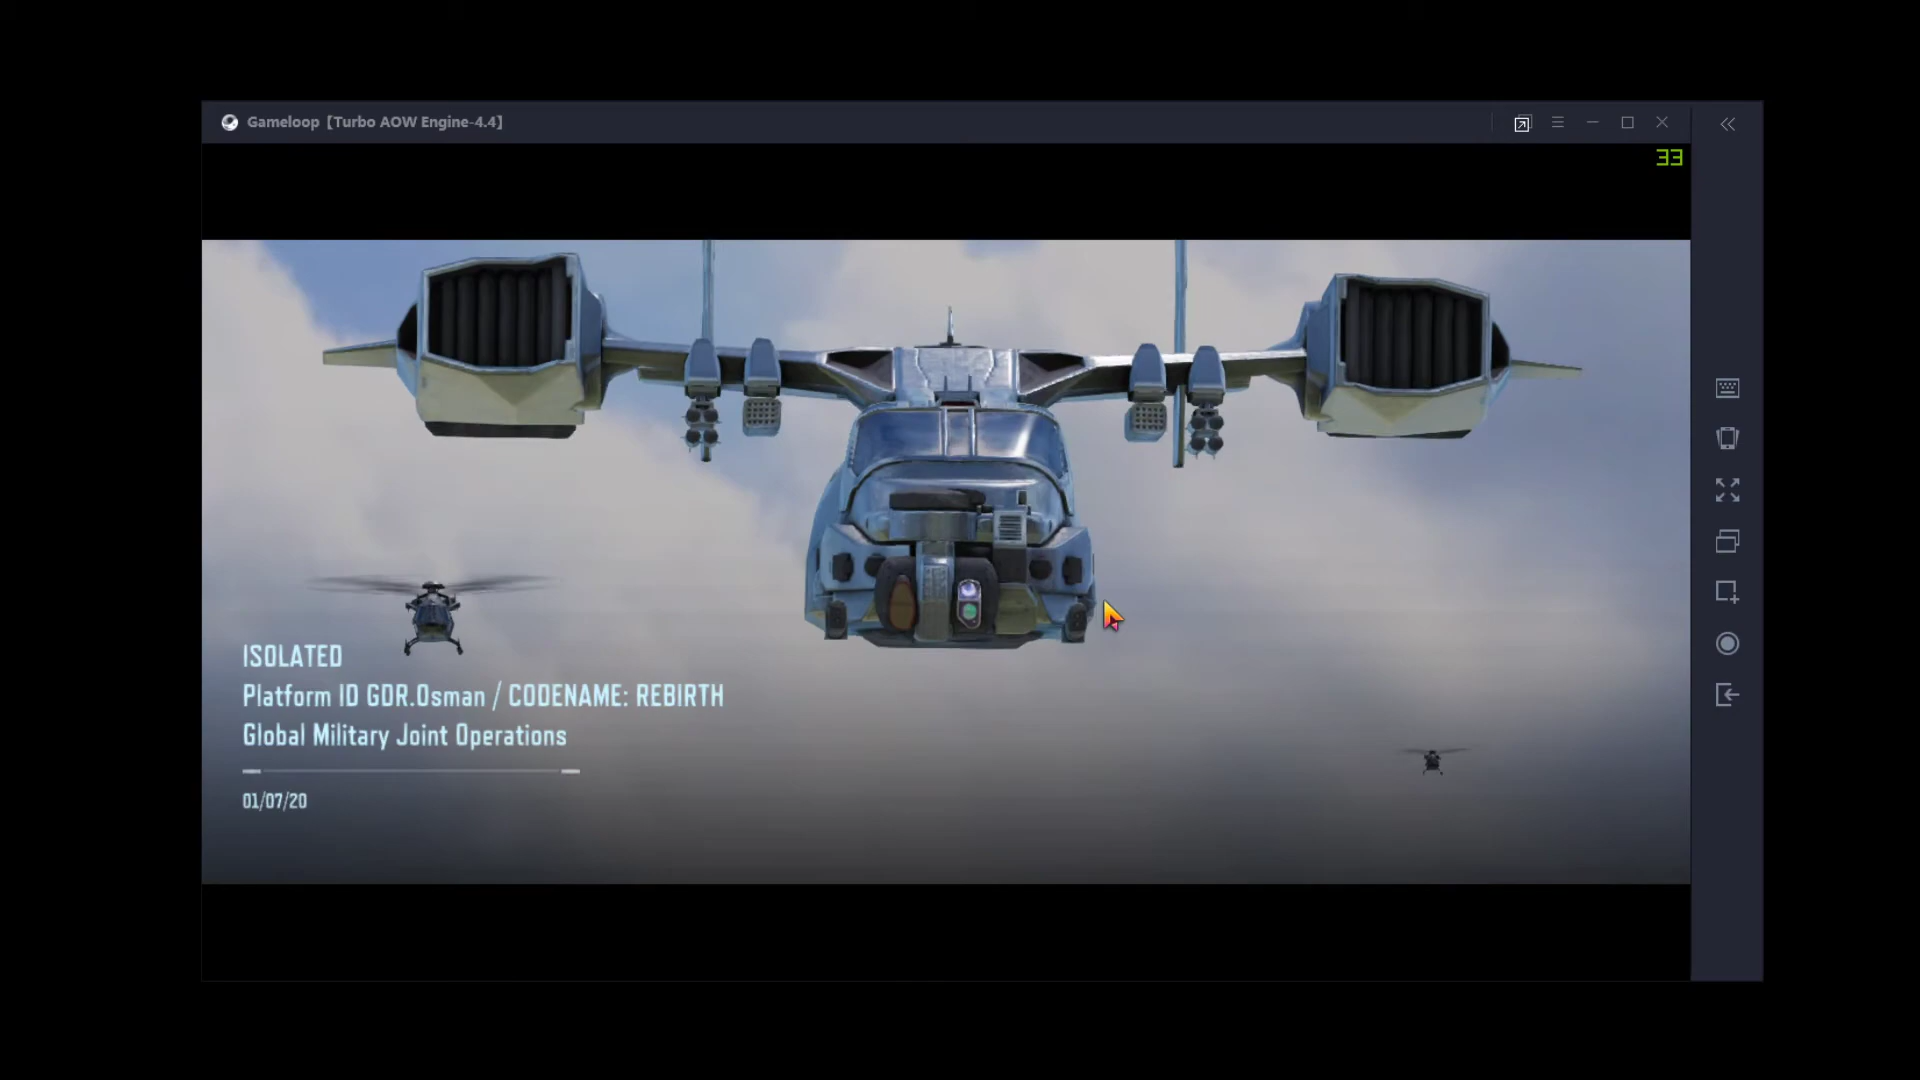 Gameloop【Turbo AOW Engine-4.4】
33
ISOLATED
Platform ID GDR.Osman / CODENAME: REBIRTH
Global Military Joint Operations
01/07/20